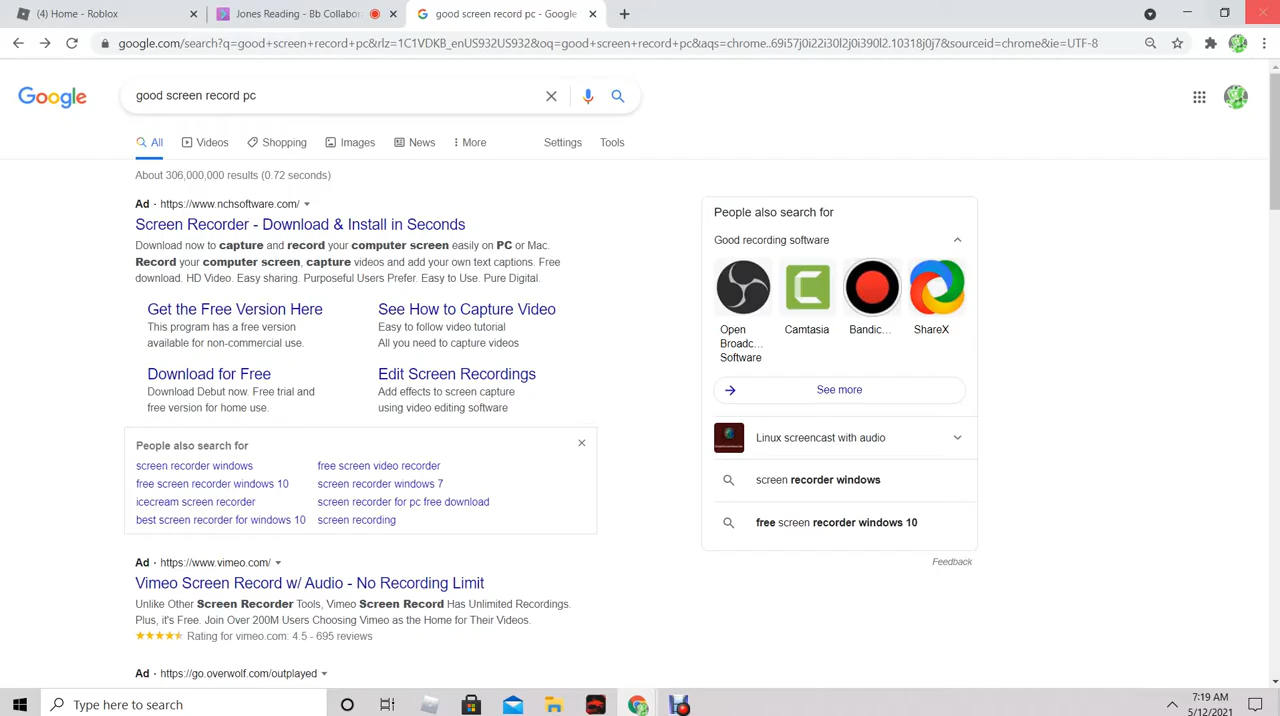 (4) Home - Roblox
Jones Reading - Bb Collabor
good screen record pc - Google
google.com/search?q=good+screen+record+pc&rlz=1C1VDKB_enUS932US932&oq=good+screen+record+pc&aqs=chrome..69i57j0i22i30l2j0i390l2.10318j0j7&sourceid=chrome&ie=UTF-8
Google
good screen record pc
All
Videos
Shopping
Images
News
More
Settings
Tools
About 306,000,000 results (0.72 seconds)
Ad · https://www.nchsoftware.com/
Screen Recorder - Download & Install in Seconds
Download now to capture and record your computer screen easily on PC or Mac.
Record your computer screen, capture videos and add your own text captions. Free
download. HD Video. Easy sharing. Purposeful Users Prefer. Easy to Use. Pure Digital.
Get the Free Version Here
This program has a free version
available for non-commercial use.
See How to Capture Video
Easy to follow video tutorial
All you need to capture videos
Download for Free
Download Debut now. Free trial and
free version for home use.
Edit Screen Recordings
Add effects to screen capture
using video editing software
People also search for
screen recorder windows
free screen video recorder
free screen recorder windows 10
screen recorder windows 7
icecream screen recorder
screen recorder for pc free download
best screen recorder for windows 10
screen recording
Ad · https://www.vimeo.com/
Vimeo Screen Record w/ Audio - No Recording Limit
Unlike Other Screen Recorder Tools, Vimeo Screen Record Has Unlimited Recordings.
Plus, it's Free. Join Over 200M Users Choosing Vimeo as the Home for Their Videos.
Rating for vimeo.com: 4.5 - 695 reviews
Ad · https://go.overwolf.com/outplayed
People also search for
Good recording software
Open
Broadc...
Software
Camtasia
Bandic...
ShareX
See more
Linux screencast with audio
screen recorder windows
free screen recorder windows 10
Feedback
Type here to search
7:19 AM
5/12/2021